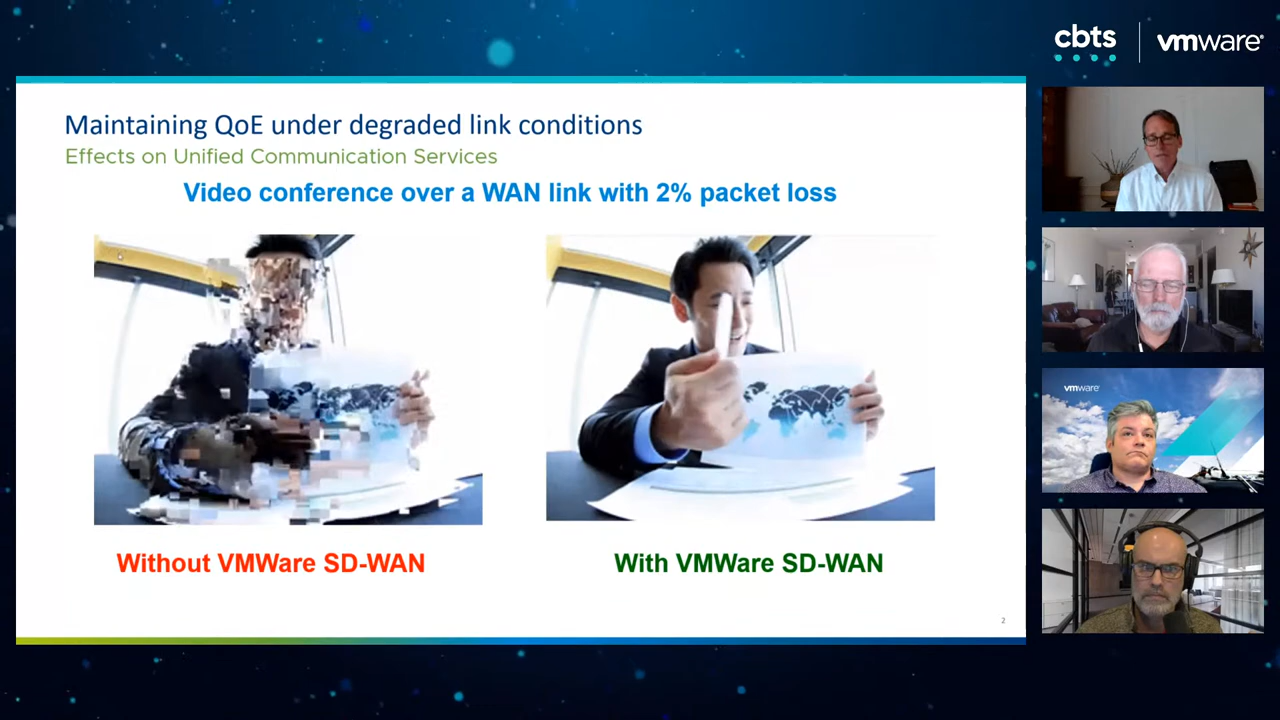 cbts
vmware®
Maintaining QoE under degraded link conditions
Effects on Unified Communication Services
Video conference over a WAN link with 2% packet loss
Without VMWare SD-WAN
With VMWare SD-WAN
2
vmware®